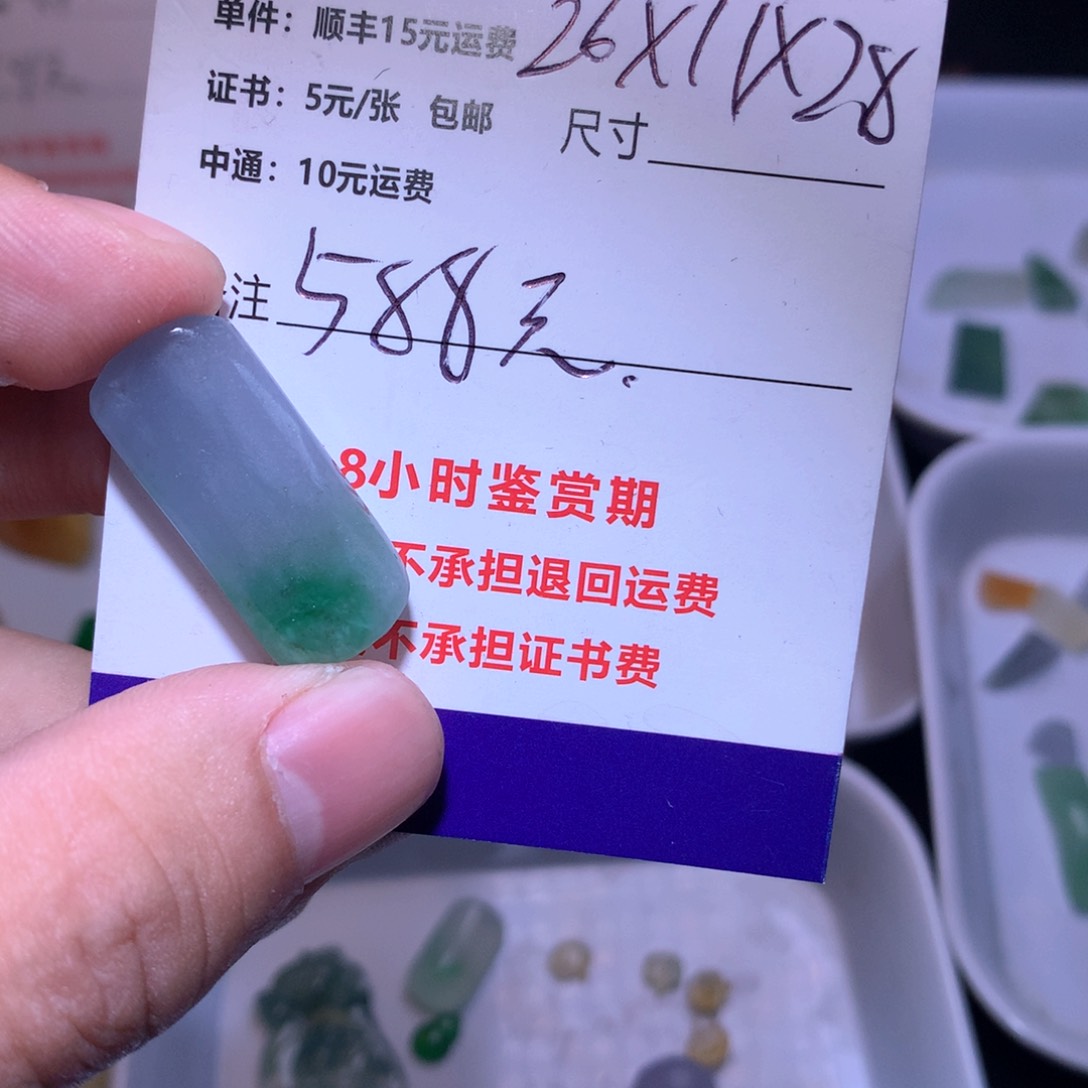 单件：顺丰15元运费
26X11X28
证书：5元/张 包邮
尺寸
中通：10元运费
注 588元.
8小时鉴赏期
不承担退回运费
不承担证书费